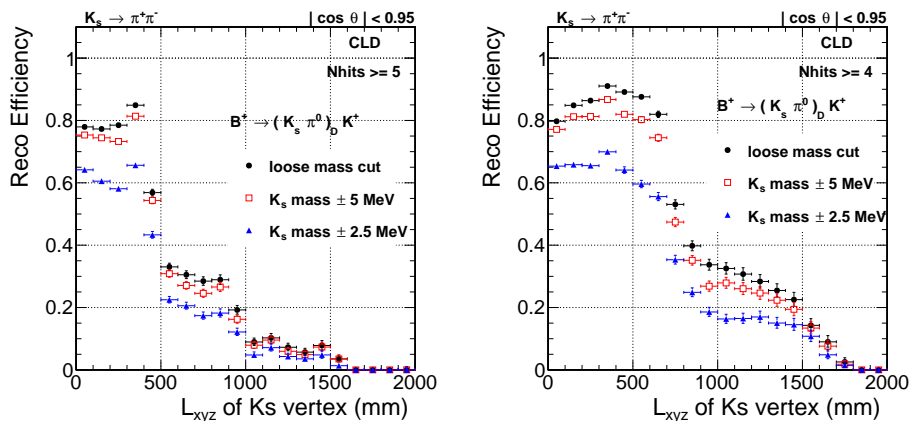 K_s → π⁺π⁻
| cos θ | < 0.95
CLD
Nhits >= 5
B⁺ → ( K_s π⁰ )_D K⁺
loose mass cut
K_s mass ± 5 MeV
K_s mass ± 2.5 MeV
Reco Efficiency
1
0.8
0.6
0.4
0.2
0
0 500 1000 1500 2000
L_xyz of Ks vertex (mm)
K_s → π⁺π⁻
| cos θ | < 0.95
CLD
Nhits >= 4
B⁺ → ( K_s π⁰ )_D K⁺
loose mass cut
K_s mass ± 5 MeV
K_s mass ± 2.5 MeV
Reco Efficiency
1
0.8
0.6
0.4
0.2
0
0 500 1000 1500 2000
L_xyz of Ks vertex (mm)